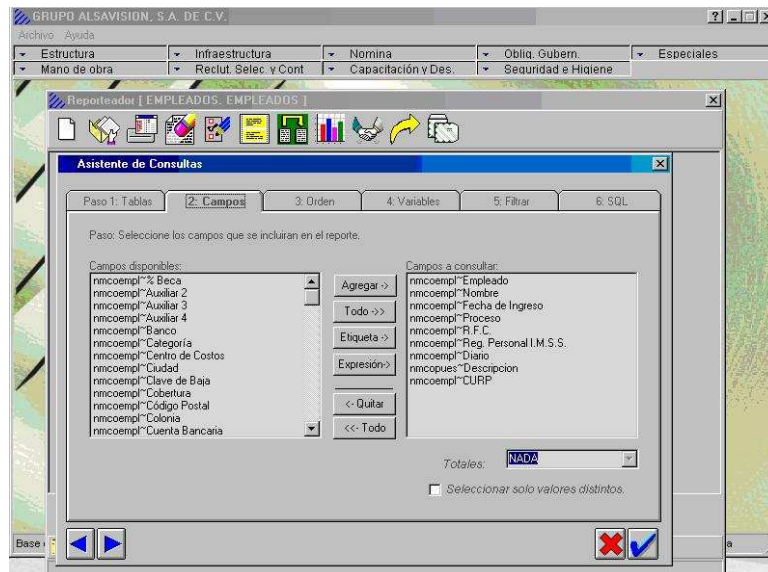 GRUPO ALSAVISION, S.A. DE C.V.
Archivo Ayuda
Estructura Infraestructura Nomina Oblig. Gubern. Especiales
Mano de obra Reclut. Selec. y Cont Capacitación y Des. Seguridad e Higiene
Reporteador [ EMPLEADOS. EMPLEADOS ]
Asistente de Consultas
Paso 1: Tablas 2: Campos 3: Orden 4: Variables 5: Filtrar 6: SQL
Paso: Seleccione los campos que se incluiran en el reporte.
Campos disponibles:
nmcoempl~% Beca
nmcoempl~Auxiliar 2
nmcoempl~Auxiliar 3
nmcoempl~Auxiliar 4
nmcoempl~Banco
nmcoempl~Categoría
nmcoempl~Centro de Costos
nmcoempl~Ciudad
nmcoempl~Clave de Baja
nmcoempl~Cobertura
nmcoempl~Código Postal
nmcoempl~Colonia
nmcoempl~Cuenta Bancaria
Agregar ->
Todo ->>
Etiqueta ->
Expresión->
<- Quitar
<<- Todo
Campos a consultar:
nmcoempl~Empleado
nmcoempl~Nombre
nmcoempl~Fecha de Ingreso
nmcoempl~Proceso
nmcoempl~R.F.C.
nmcoempl~Reg. Personal I.M.S.S.
nmcoempl~Diario
nmcopues~Descripcion
nmcoempl~CURP
Totales: NADA
Seleccionar solo valores distintos.
Base
a